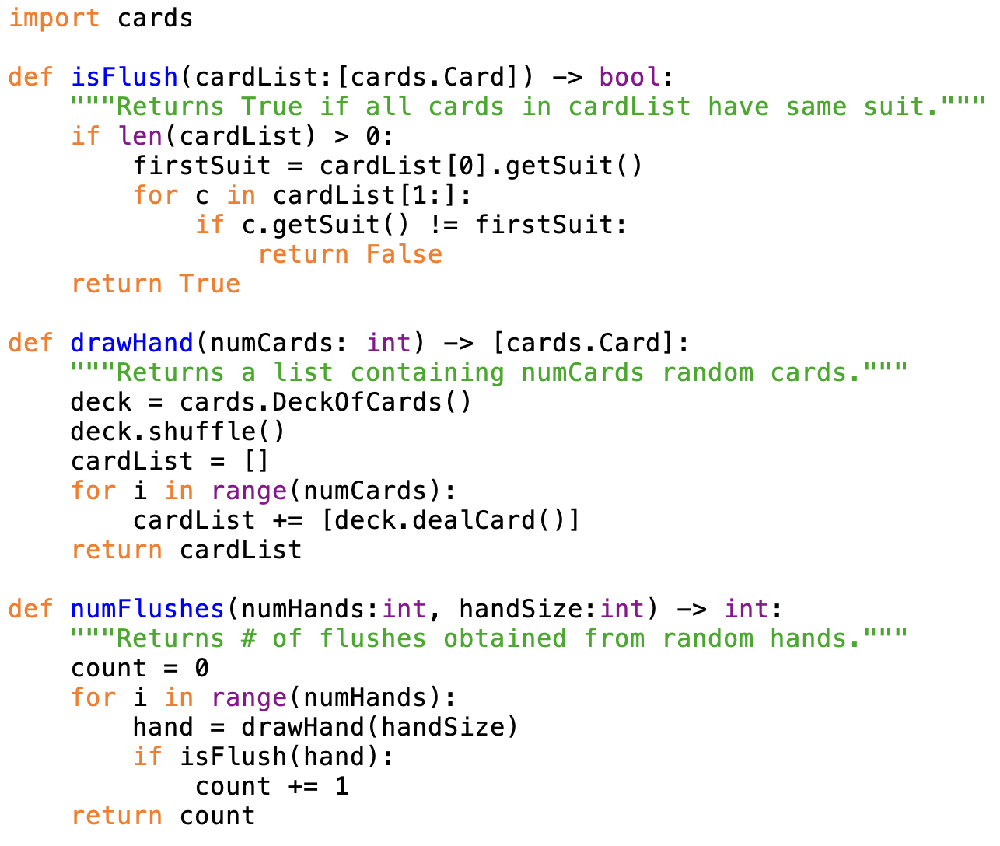 import cards

def isFlush(cardList:[cards.Card]) -> bool:
    """Returns True if all cards in cardList have same suit."""
    if len(cardList) > 0:
        firstSuit = cardList[0].getSuit()
        for c in cardList[1:]:
            if c.getSuit() != firstSuit:
                return False
    return True

def drawHand(numCards: int) -> [cards.Card]:
    """Returns a list containing numCards random cards."""
    deck = cards.DeckOfCards()
    deck.shuffle()
    cardList = []
    for i in range(numCards):
        cardList += [deck.dealCard()]
    return cardList

def numFlushes(numHands:int, handSize:int) -> int:
    """Returns # of flushes obtained from random hands."""
    count = 0
    for i in range(numHands):
        hand = drawHand(handSize)
        if isFlush(hand):
            count += 1
    return count